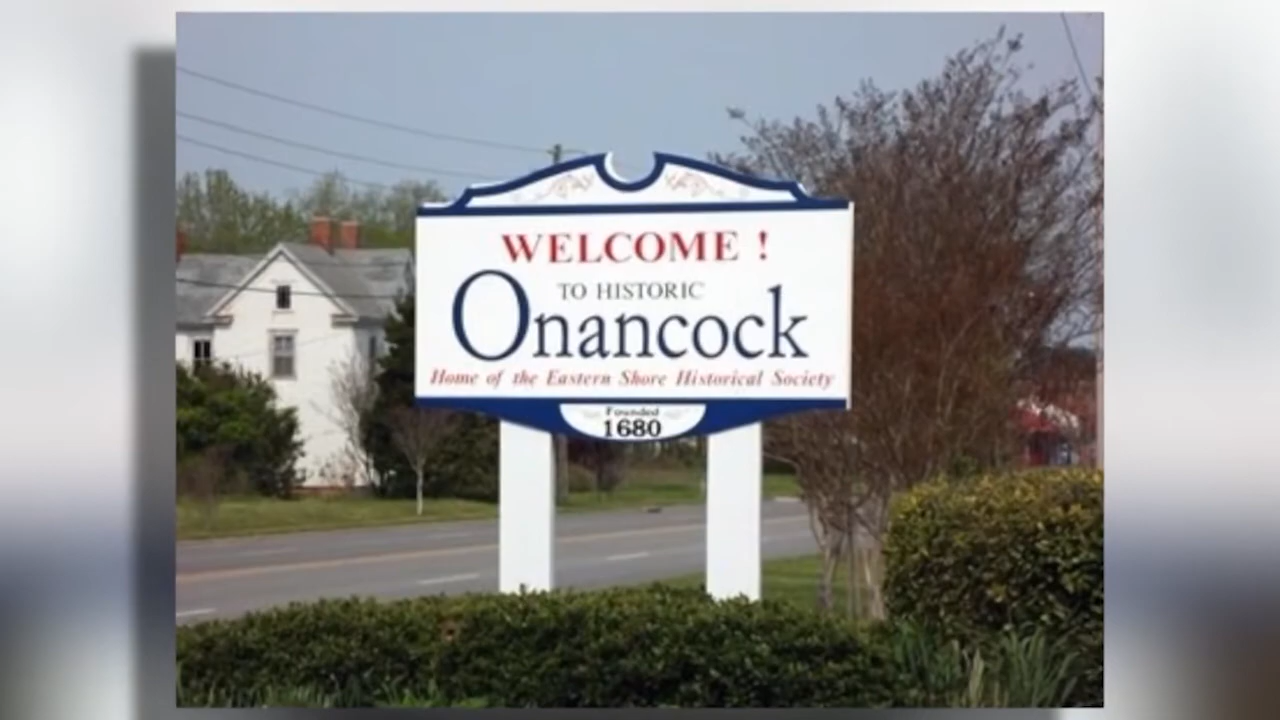 WELCOME !
TO HISTORIC
Onancock
Home of the Eastern Shore Historical Society
Founded
1680